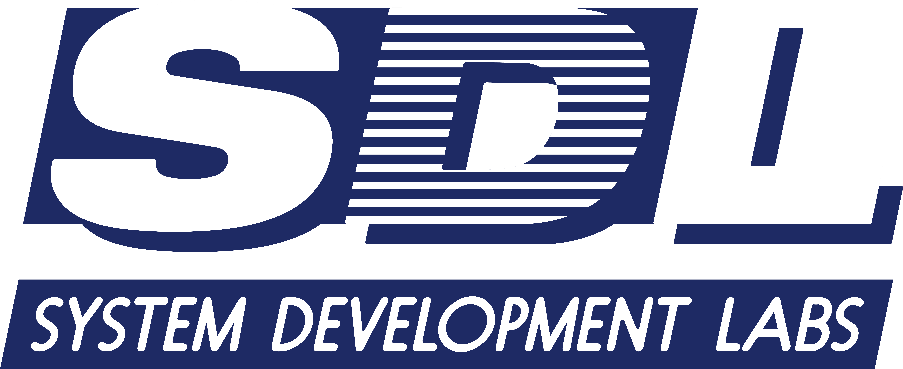 SDL
SYSTEM DEVELOPMENT LABS